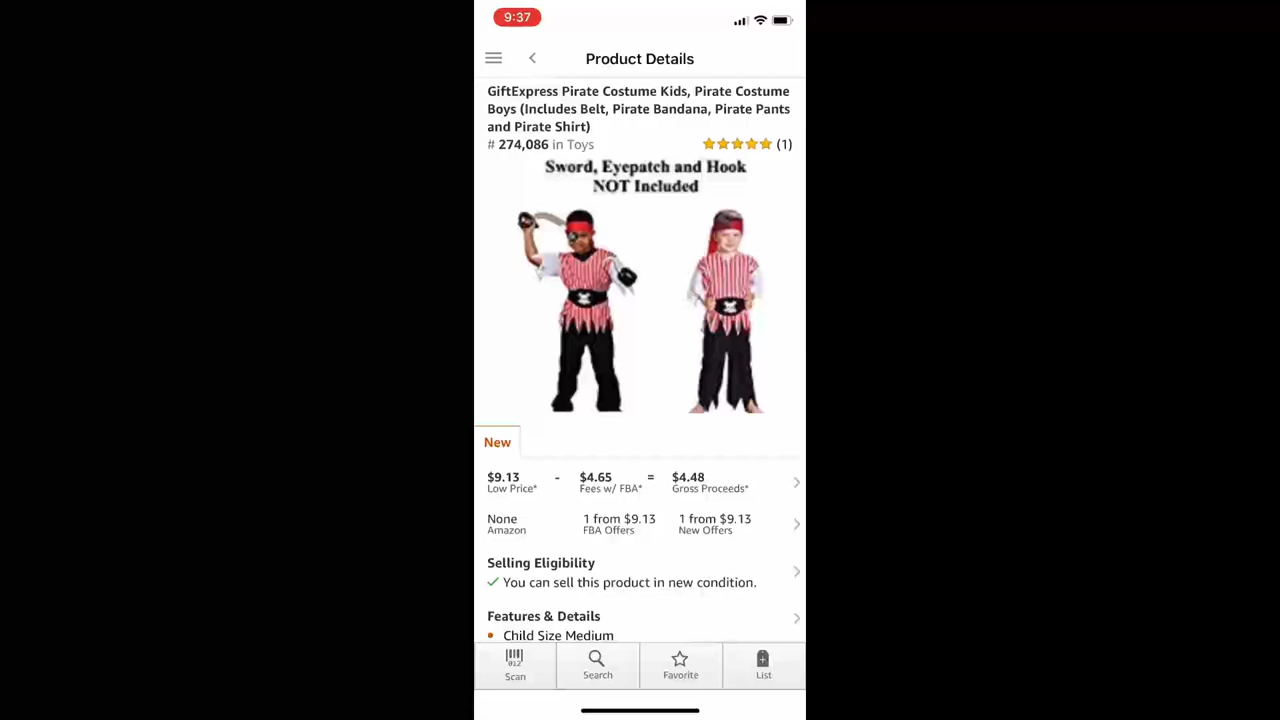 9:37
Product Details
GiftExpress Pirate Costume Kids, Pirate Costume
Boys (Includes Belt, Pirate Bandana, Pirate Pants
and Pirate Shirt)
# 274,086 in Toys (1)
Sword, Eyepatch and Hook
NOT Included
New
$9.13 - $4.65 = $4.48
Low Price* Fees w/ FBA* Gross Proceeds*
None 1 from $9.13 1 from $9.13
Amazon FBA Offers New Offers
Selling Eligibility
You can sell this product in new condition.
Features & Details
Child Size Medium
Scan Search Favorite List